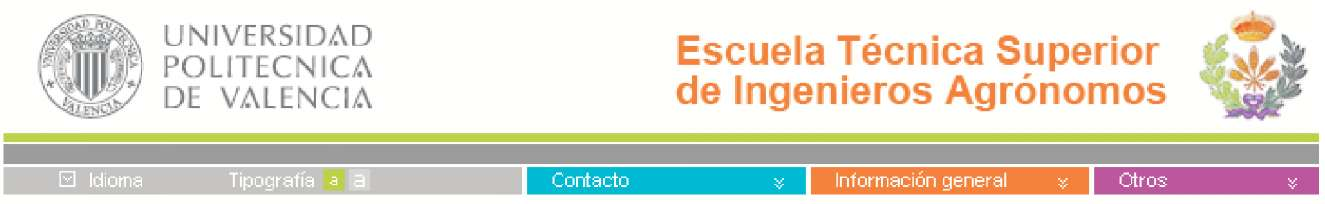 UNIVERSIDAD
POLITECNICA
DE VALENCIA
Escuela Técnica Superior
de Ingenieros Agrónomos
Idioma Tipografía a a Contacto Información general Otros